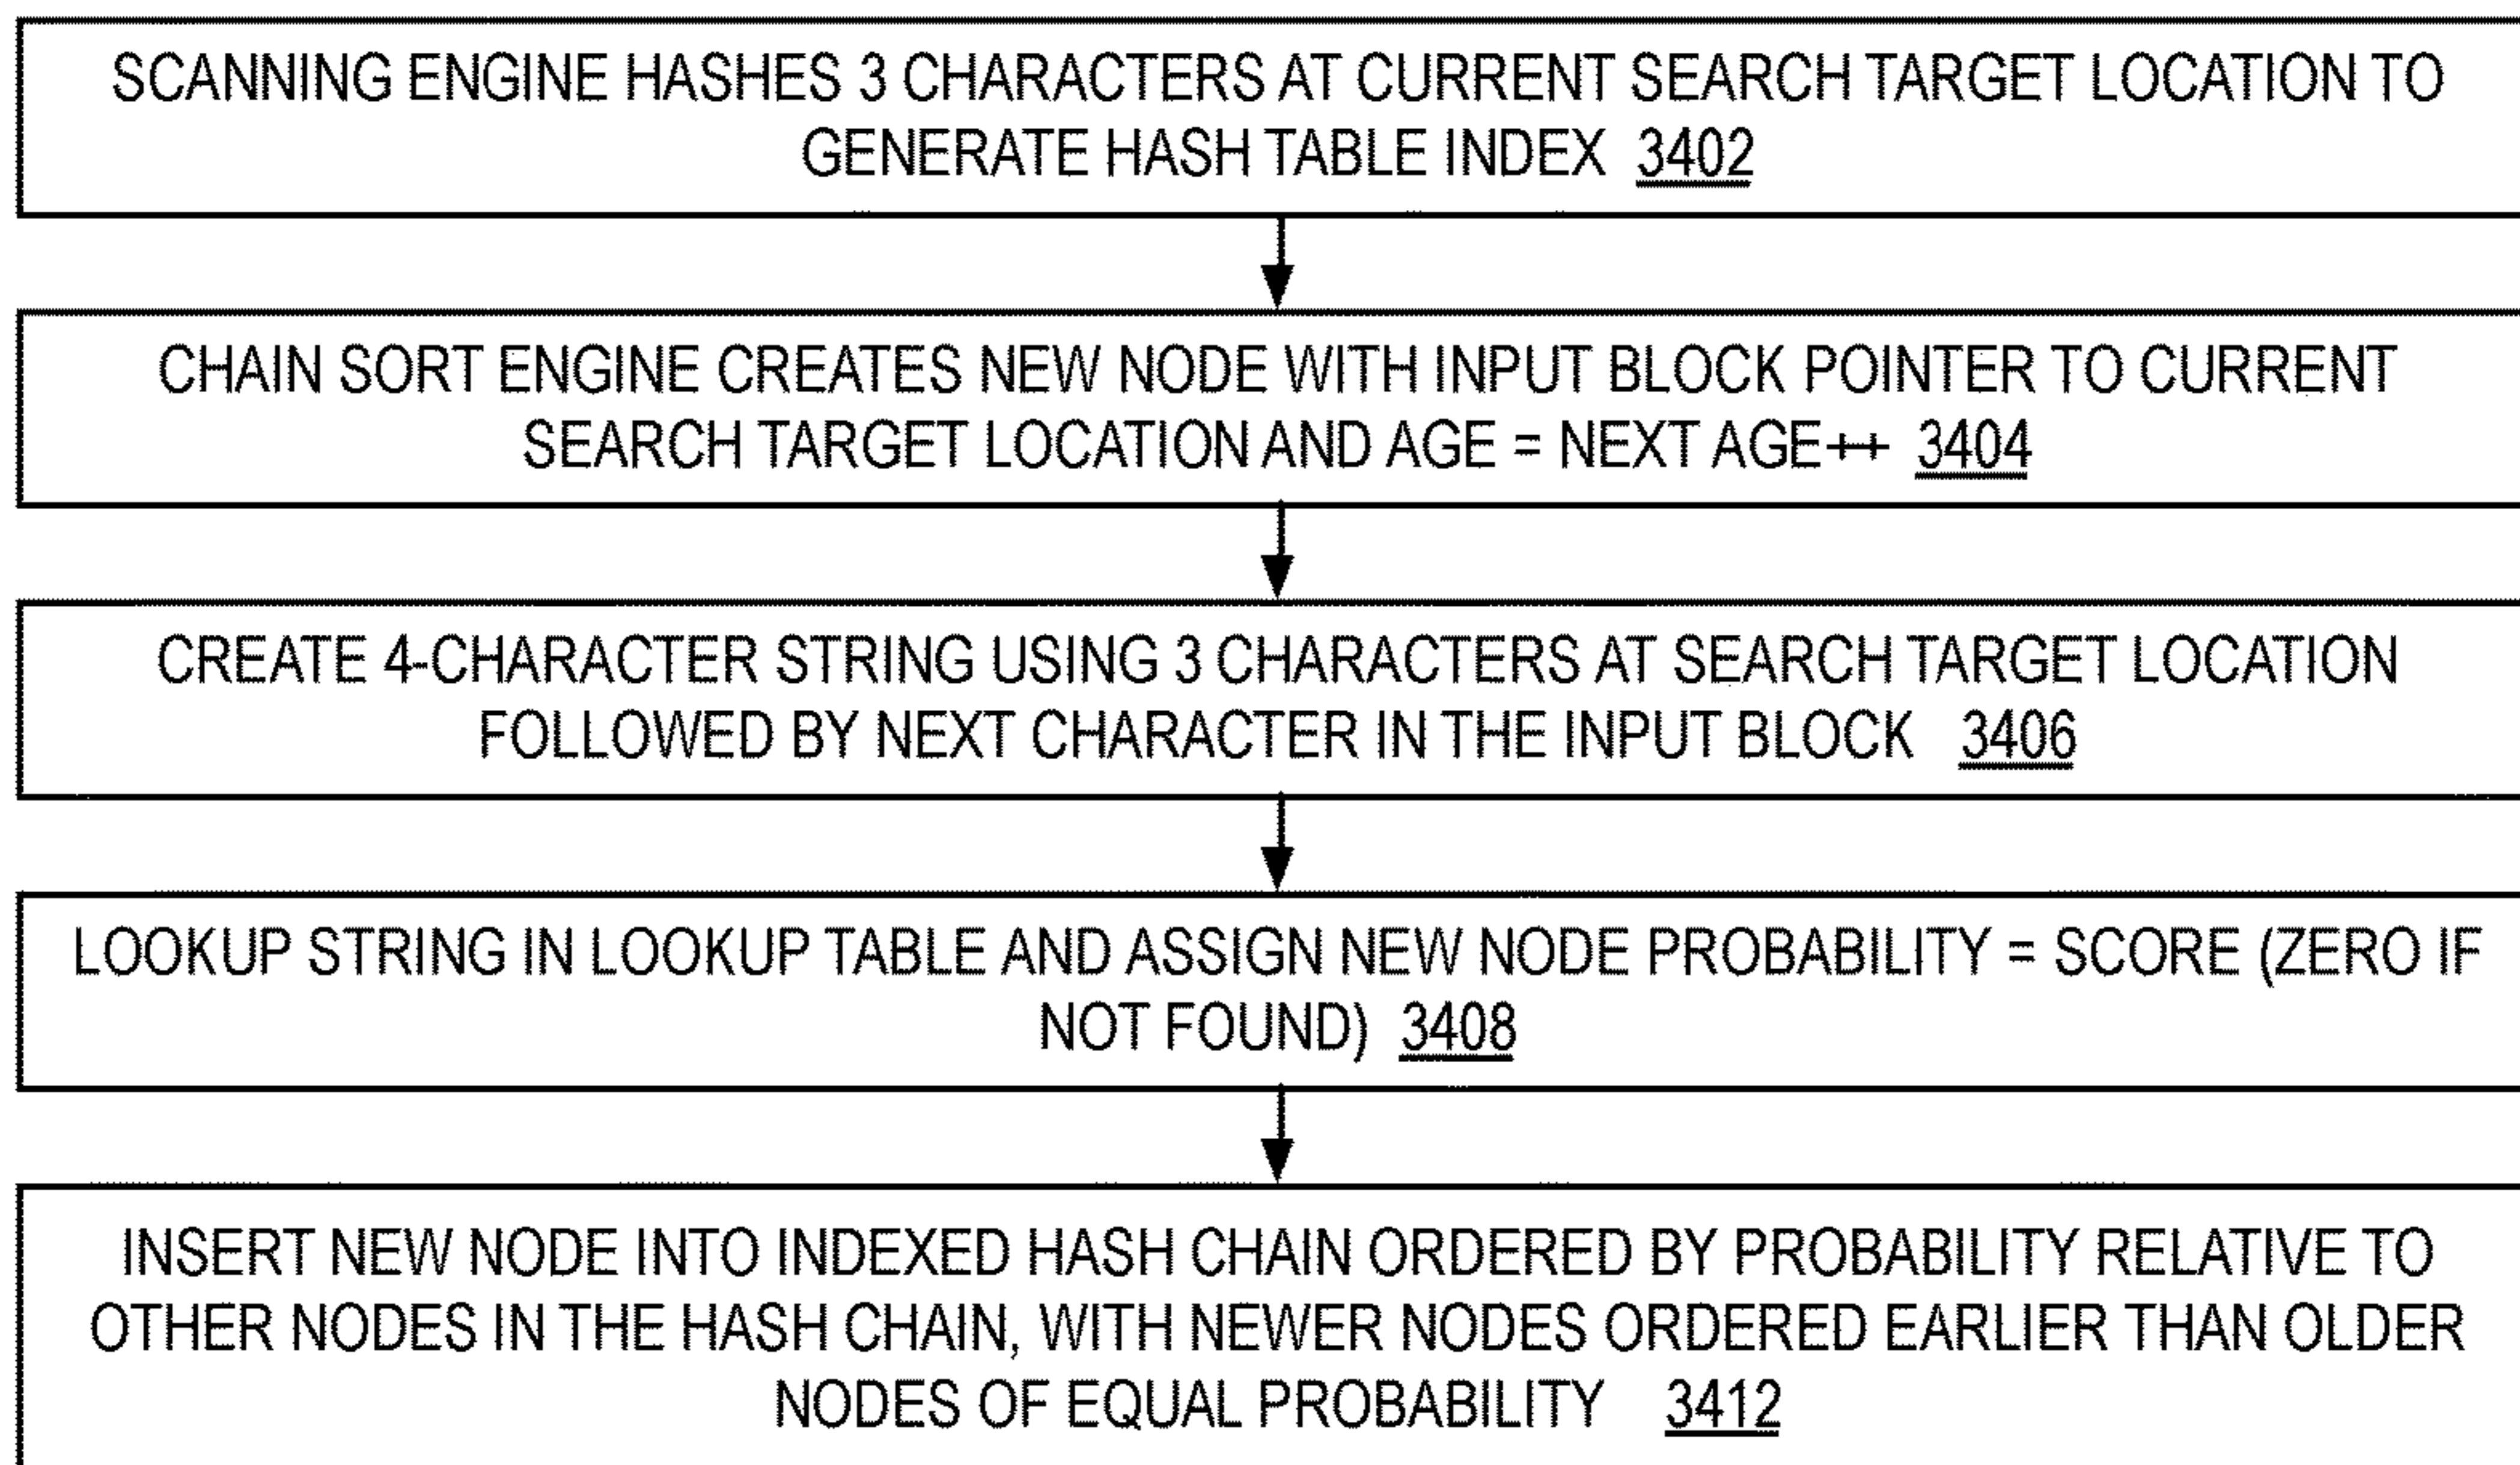 SCANNING ENGINE HASHES 3 CHARACTERS AT CURRENT SEARCH TARGET LOCATION TO
GENERATE HASH TABLE INDEX 3402
CHAIN SORT ENGINE CREATES NEW NODE WITH INPUT BLOCK POINTER TO CURRENT
SEARCH TARGET LOCATION AND AGE = NEXT AGE++ 3404
CREATE 4-CHARACTER STRING USING 3 CHARACTERS AT SEARCH TARGET LOCATION
FOLLOWED BY NEXT CHARACTER IN THE INPUT BLOCK 3406
LOOKUP STRING IN LOOKUP TABLE AND ASSIGN NEW NODE PROBABILITY = SCORE (ZERO IF
NOT FOUND) 3408
INSERT NEW NODE INTO INDEXED HASH CHAIN ORDERED BY PROBABILITY RELATIVE TO
OTHER NODES IN THE HASH CHAIN, WITH NEWER NODES ORDERED EARLIER THAN OLDER
NODES OF EQUAL PROBABILITY 3412